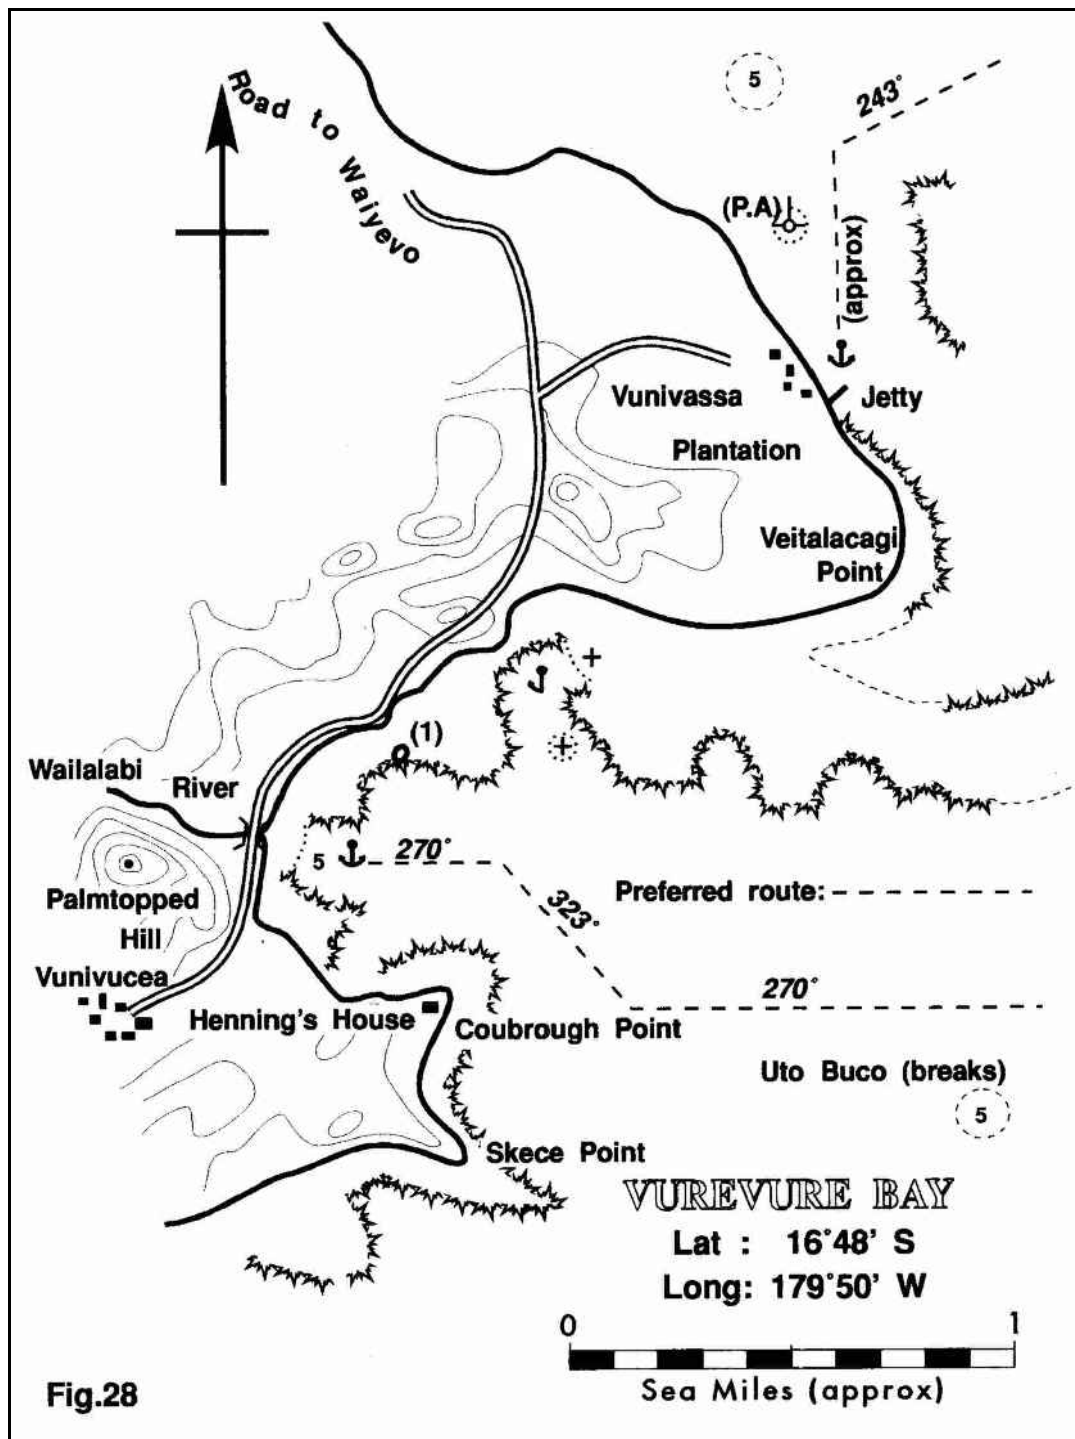 5
243°
Road to Waiyevo
(P.A)
(approx)
Vunivassa
Jetty
Plantation
Veitalacagi
Point
(1)
Wailalabi
River
5
270°
323°
Preferred route:
Palmtopped
Hill
Vunivucea
270°
Henning's House
Coubrough Point
Uto Buco (breaks)
5
Skece Point
VUREVURE BAY
Lat : 16°48' S
Long: 179°50' W
0 1
Sea Miles (approx)
Fig.28